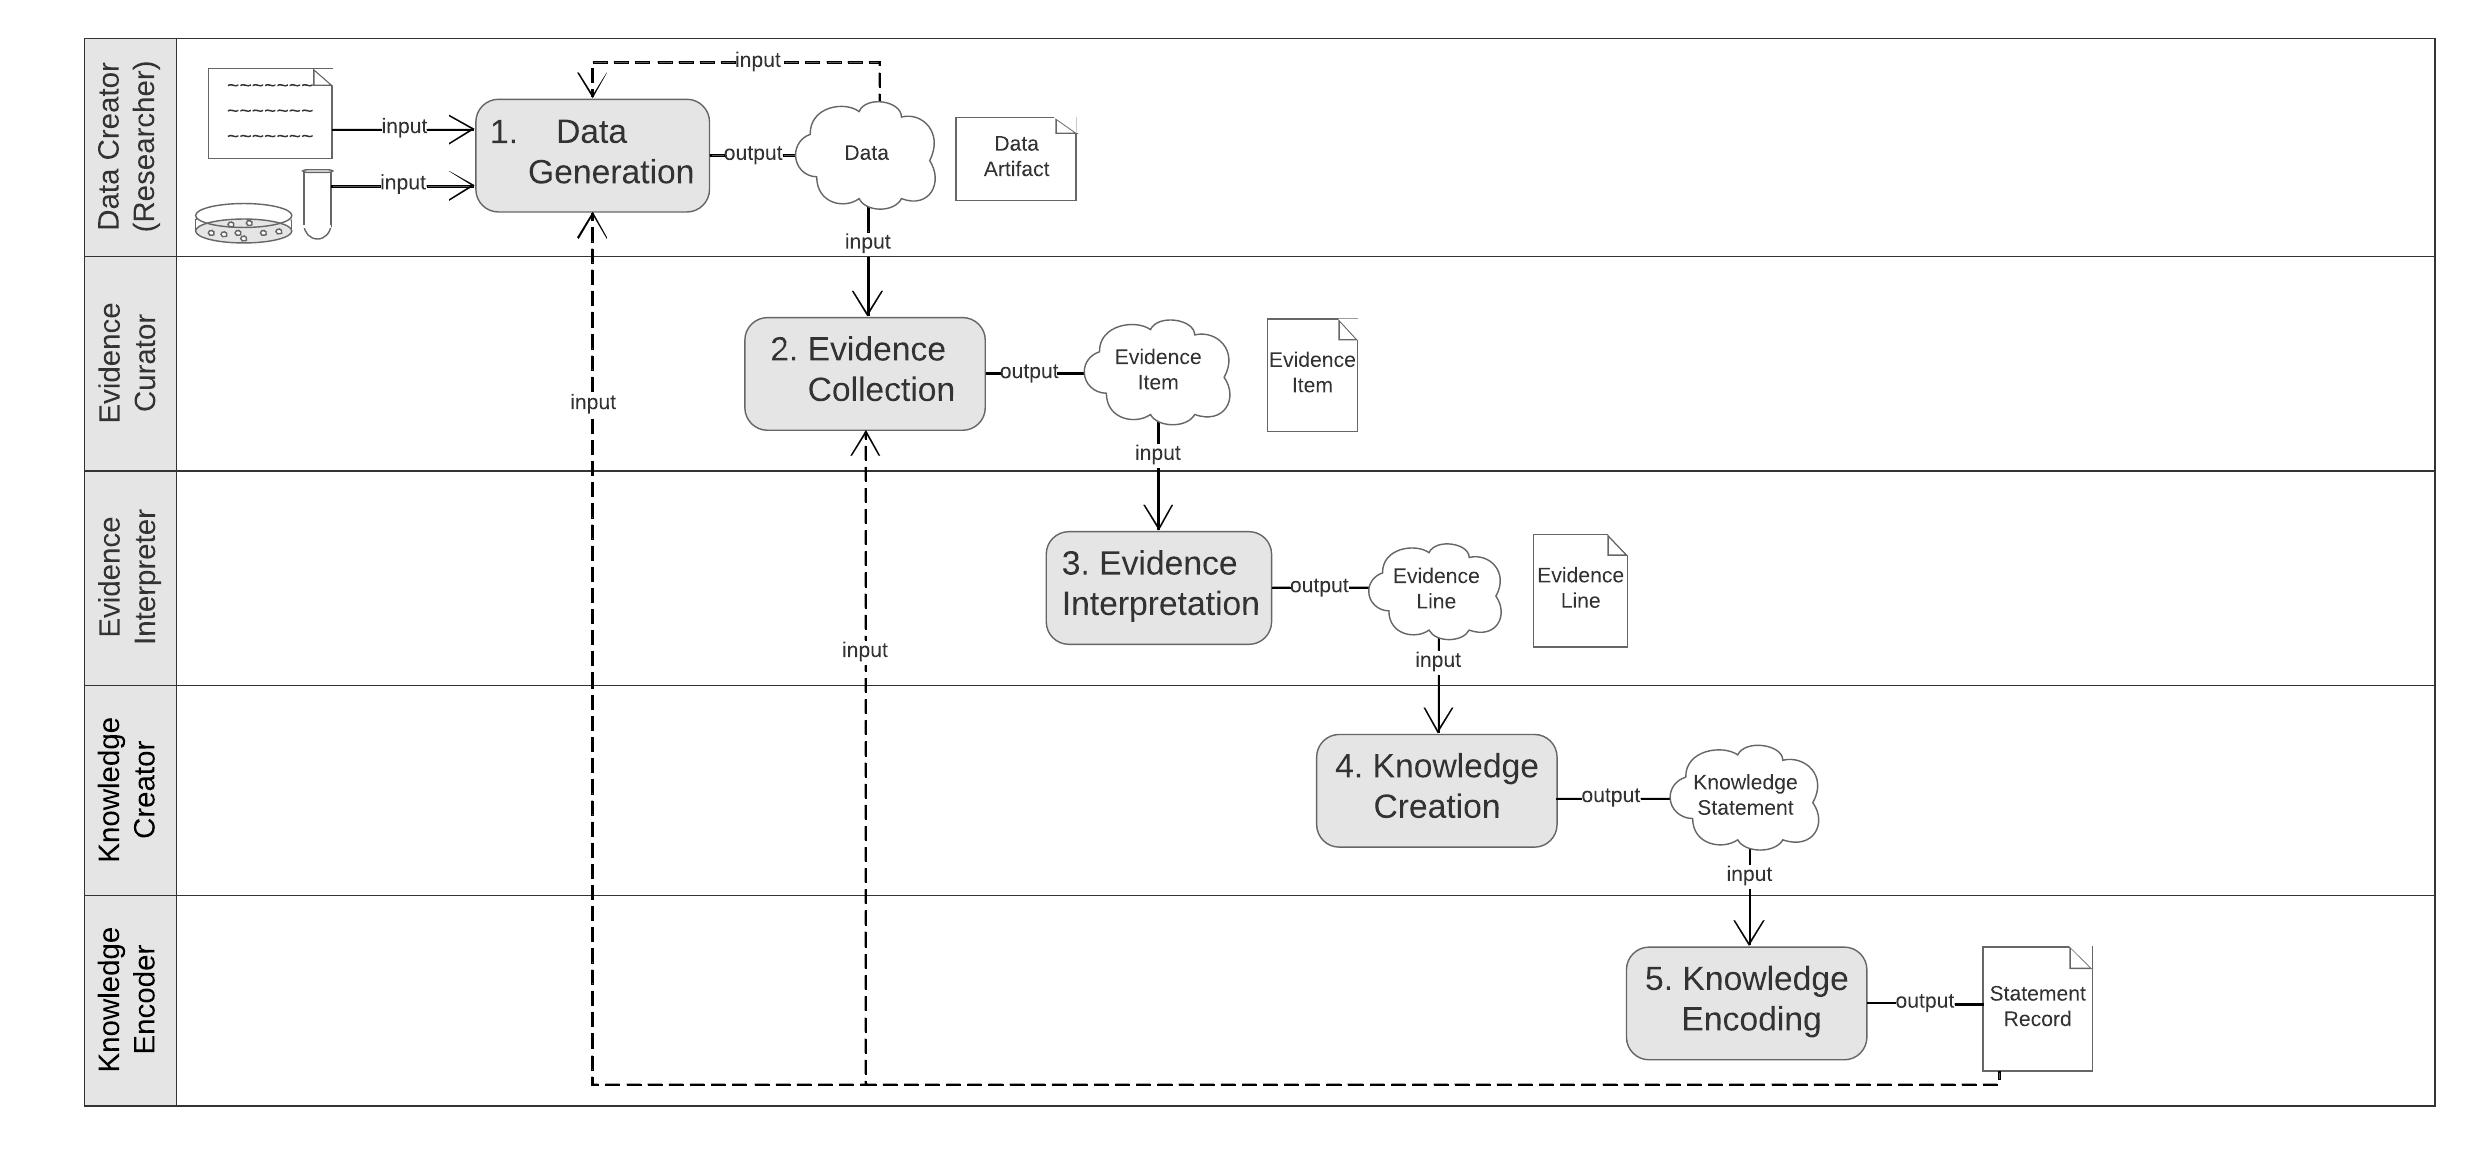 Data Creator
(Researcher)
~~~~~~~
~~~~~~~
~~~~~~~
input
input
input
1. Data
Generation
output
Data
Data
Artifact
input
Evidence
Curator
input
2. Evidence
Collection
output
Evidence
Item
Evidence
Item
input
Evidence
Interpreter
input
3. Evidence
Interpretation
output
Evidence
Line
Evidence
Line
input
Knowledge
Creator
4. Knowledge
Creation
output
Knowledge
Statement
input
Knowledge
Encoder
5. Knowledge
Encoding
output
Statement
Record